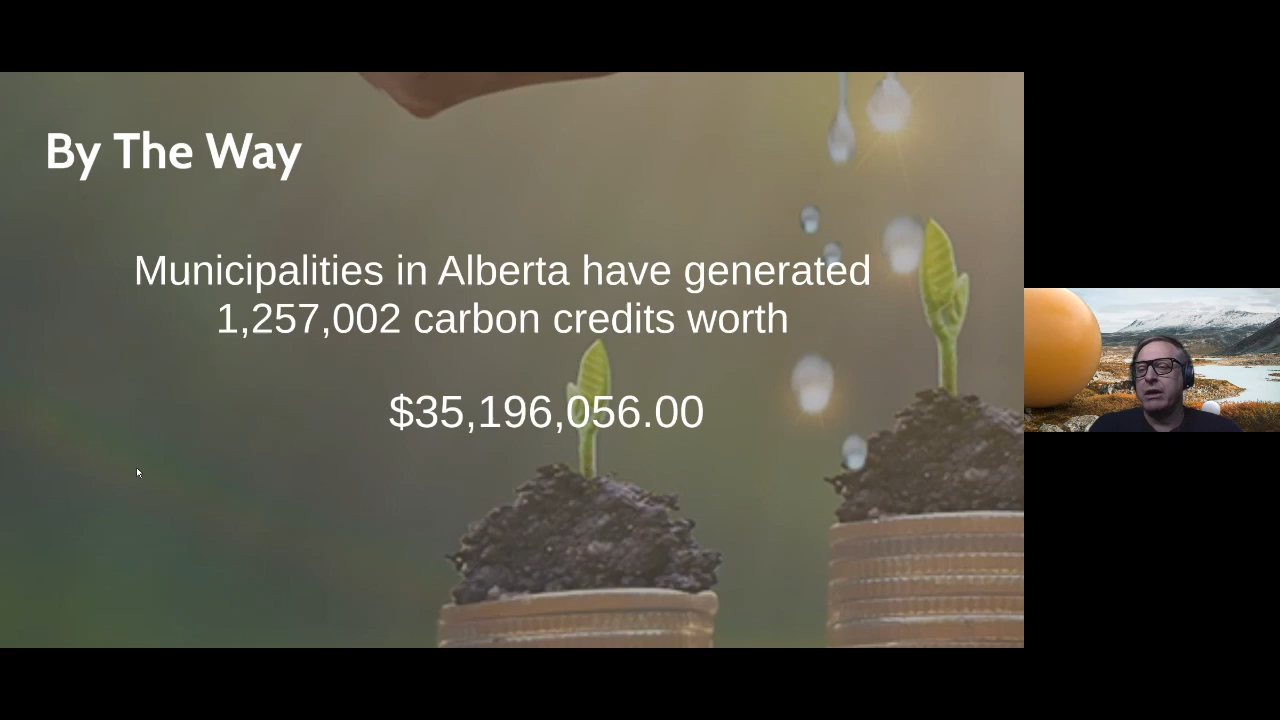 By The Way
Municipalities in Alberta have generated
1,257,002 carbon credits worth
$35,196,056.00